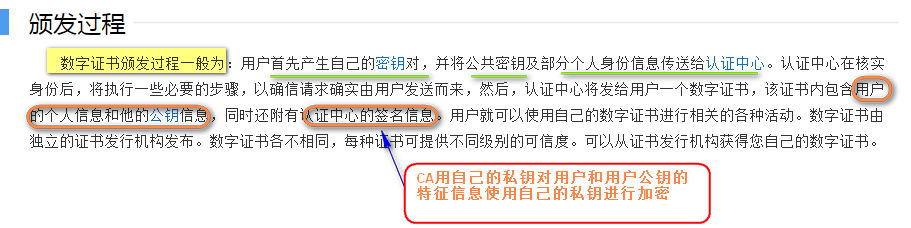 颁发过程
数字证书颁发过程一般为：用户首先产生自己的密钥对，并将公共密钥及部分个人身份信息传送给认证中心。认证中心在核实
身份后，将执行一些必要的步骤，以确信请求确实由用户发送而来，然后，认证中心将发给用户一个数字证书，该证书内包含用户
的个人信息和他的公钥信息，同时还附有认证中心的签名信息。用户就可以使用自己的数字证书进行相关的各种活动。数字证书由
独立的证书发行机构发布。数字证书各不相同，每种证书可提供不同级别的可信度。可以从证书发行机构获得您自己的数字证书。
CA用自己的私钥对用户和用户公钥的
特征信息使用自己的私钥进行加密